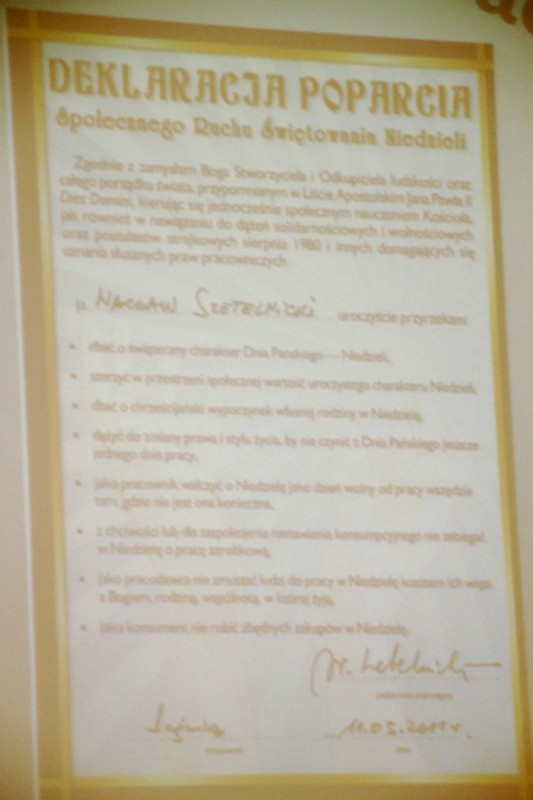 DEKLARACJA POPARCIA
Społecznego Ruchu Świętowania Niedzieli
Zgodnie z zamysłem Boga Stworzyciela i Odkupiciela ludzkości oraz
całego porządku świata, przypomnianym w Liście Apostolskim Jana Pawła II
Dies Domini, kierując się jednocześnie społecznym nauczaniem Kościoła,
jak również w nawiązaniu do dążeń solidarnościowych i wolnościowych
oraz postulatów strajkowych sierpnia 1980 i innych domagających się
uznania słusznych praw pracowniczych
ja WACŁAW SZETELNICKI uroczyście przyrzekam:
• dbać o świąteczny charakter Dnia Pańskiego — Niedzieli,
• szerzyć w przestrzeni społecznej wartość uroczystego charakteru Niedzieli,
• dbać o chrześcijański wypoczynek własnej rodziny w Niedzielę,
• dążyć do zmiany prawa i stylu życia, by nie czynić z Dnia Pańskiego jeszcze
jednego dnia pracy,
• jako pracownik walczyć o Niedzielę jako dzień wolny od pracy wszędzie
tam, gdzie nie jest ona konieczna,
• z chciwości lub dla zaspokojenia nastawienia konsumpcyjnego nie zabiegać
w Niedzielę o pracę zarobkową,
• jako pracodawca nie zmuszać ludzi do pracy w Niedzielę kosztem ich więzi
z Bogiem, rodziną, wspólnotą, w której żyją,
• jako konsument nie robić zbędnych zakupów w Niedzielę.
11.03.2011 r.